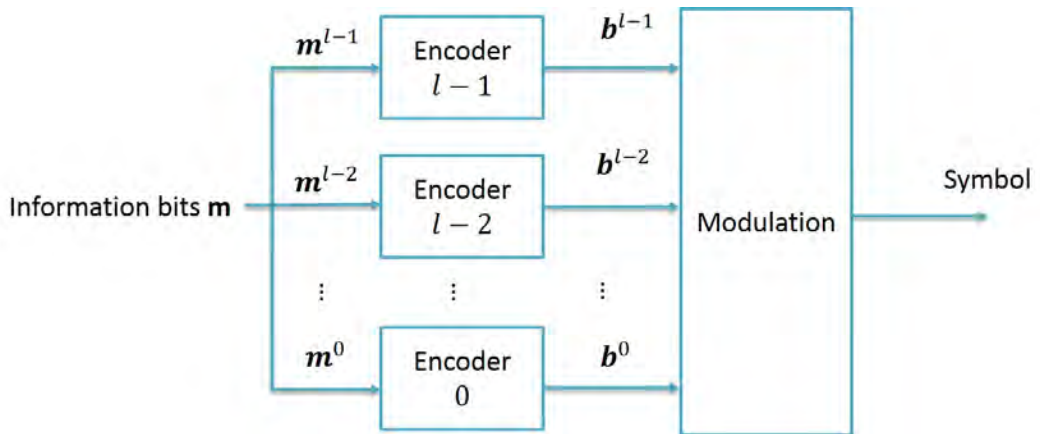 m^{l−1}
Encoder
l − 1
b^{l−1}
m^{l−2}
Encoder
l − 2
b^{l−2}
Information bits m
Modulation
Symbol
⋮ ⋮ ⋮
m^0
Encoder
0
b^0